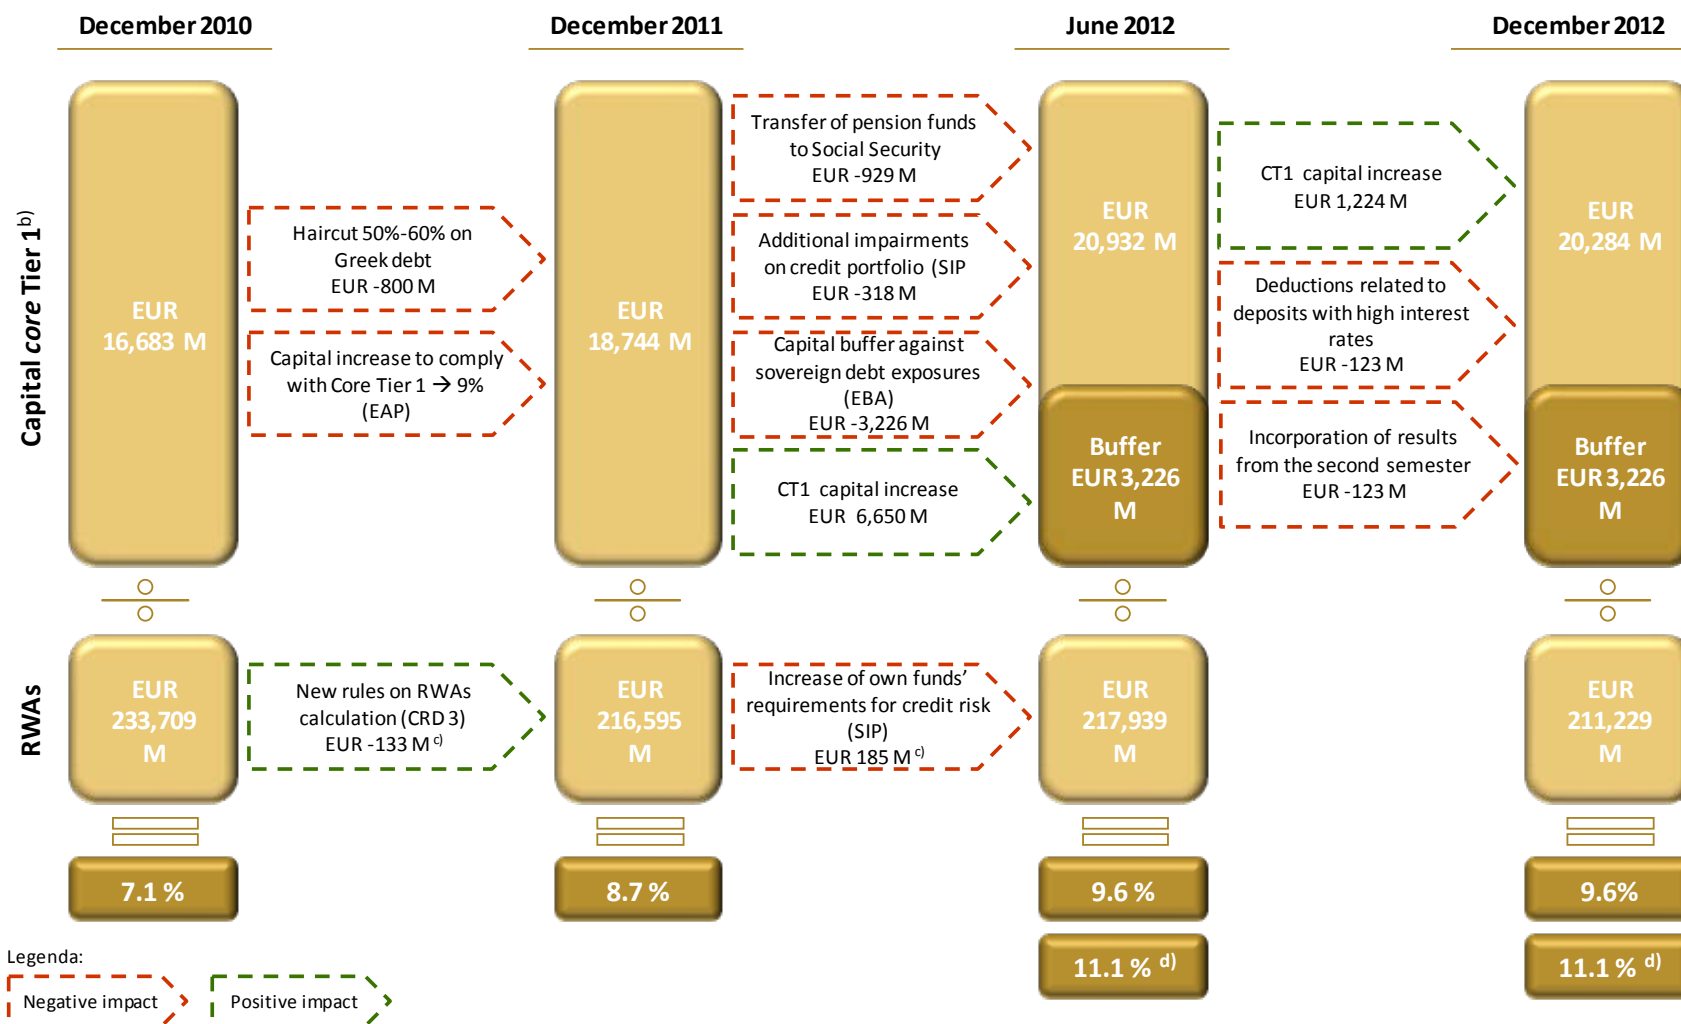 December 2010
December 2011
June 2012
December 2012
Capital core Tier 1b)
EUR
16,683 M
Haircut 50%-60% on
Greek debt
EUR -800 M
Capital increase to comply
with Core Tier 1 → 9%
(EAP)
EUR
18,744 M
Transfer of pension funds
to Social Security
EUR -929 M
Additional impairments
on credit portfolio (SIP
EUR -318 M
Capital buffer against
sovereign debt exposures
(EBA)
EUR -3,226 M
CT1 capital increase
EUR 6,650 M
EUR
20,932 M
Buffer
EUR 3,226
M
CT1 capital increase
EUR 1,224 M
Deductions related to
deposits with high interest
rates
EUR -123 M
Incorporation of results
from the second semester
EUR -123 M
EUR
20,284 M
Buffer
EUR 3,226
M
RWAs
EUR
233,709
M
New rules on RWAs
calculation (CRD 3)
EUR -133 M c)
EUR
216,595
M
Increase of own funds’
requirements for credit risk
(SIP)
EUR 185 M c)
EUR
217,939
M
EUR
211,229
M
7.1 %
8.7 %
9.6 %
9.6%
11.1 % d)
11.1 % d)
Legenda:
Negative impact
Positive impact